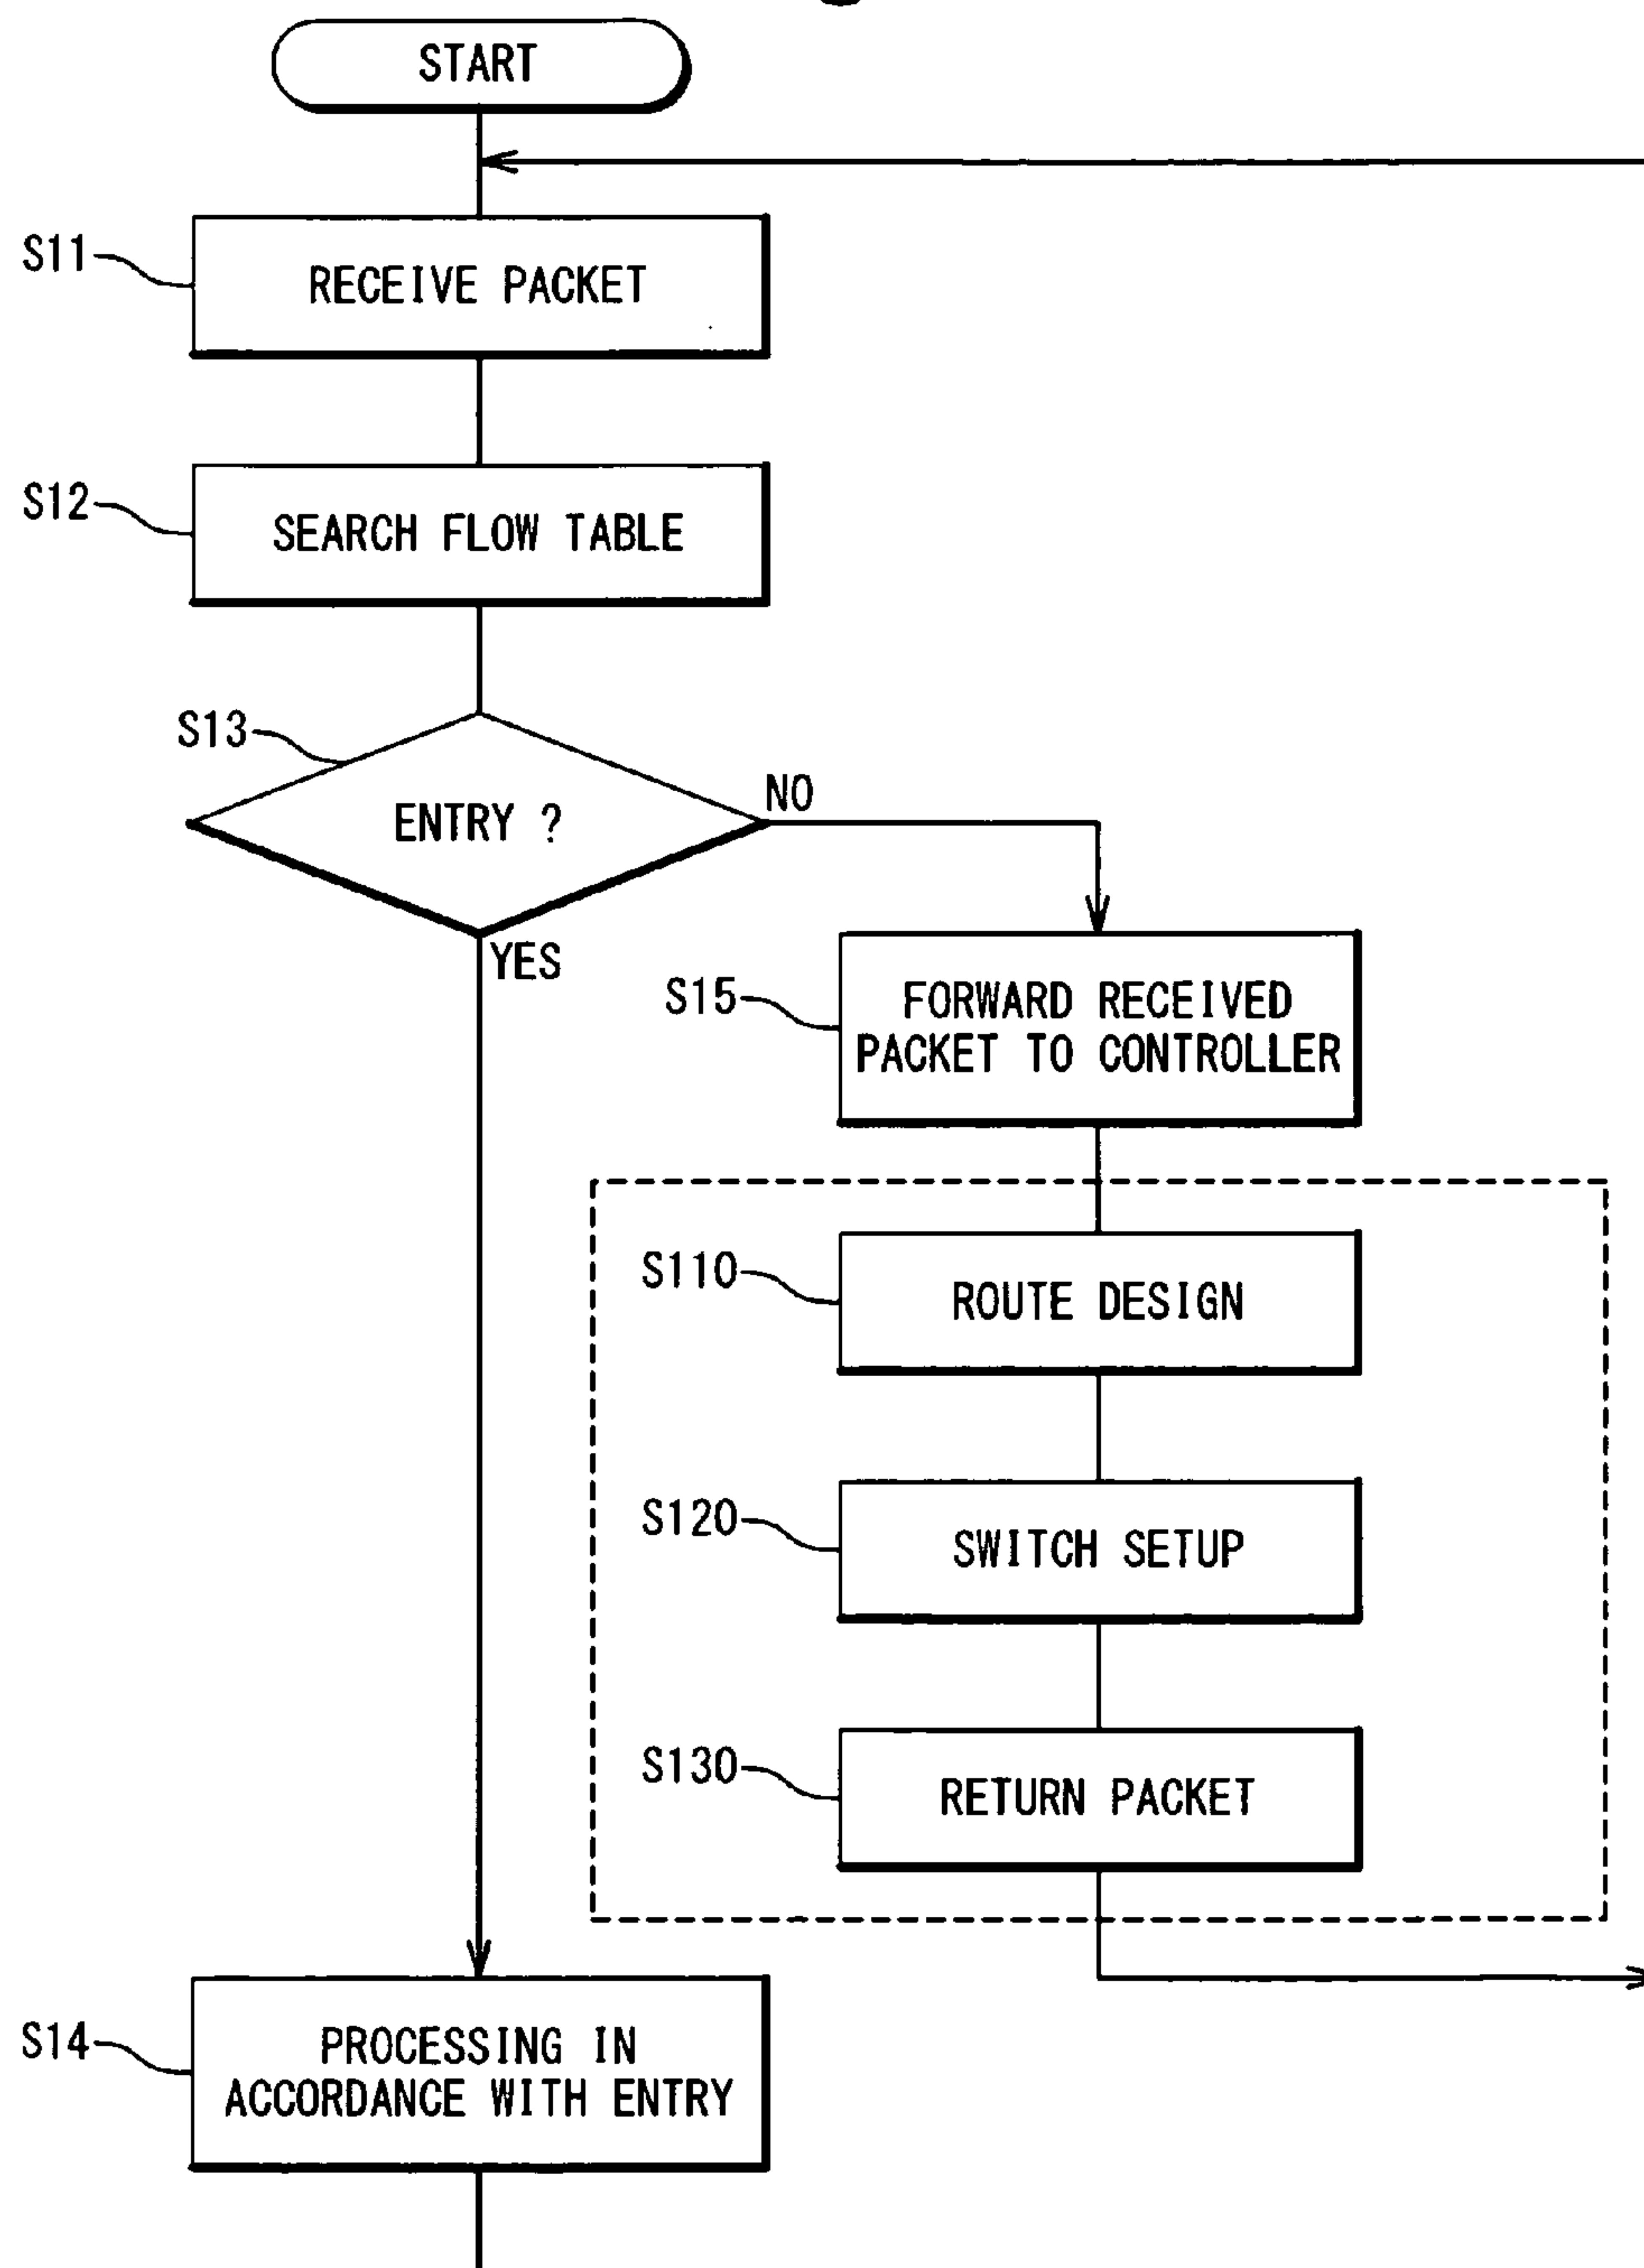 START
S11
RECEIVE PACKET
S12
SEARCH FLOW TABLE
S13
ENTRY ?
NO
YES
S15
FORWARD RECEIVED
PACKET TO CONTROLLER
S110
ROUTE DESIGN
S120
SWITCH SETUP
S130
RETURN PACKET
S14
PROCESSING IN
ACCORDANCE WITH ENTRY